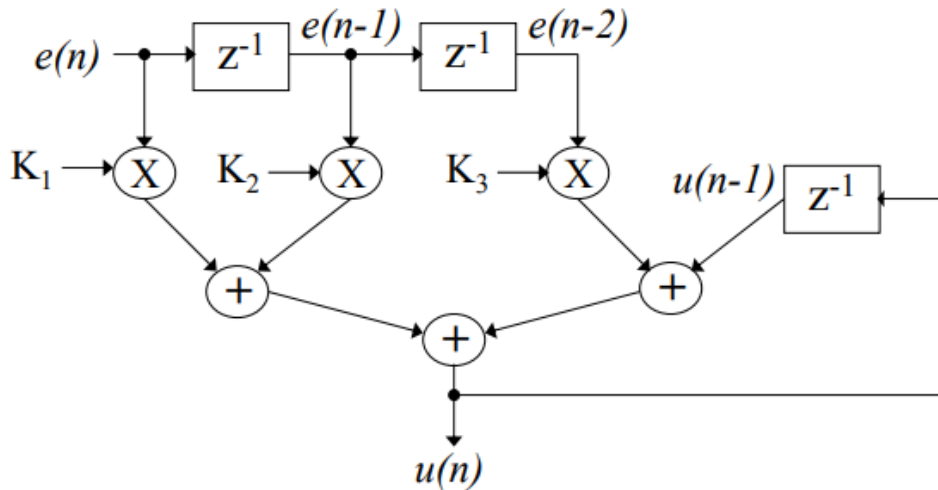 e(n) z⁻¹ e(n-1) z⁻¹ e(n-2)
K₁ X K₂ X K₃ X u(n-1) z⁻¹
+ + +
u(n)